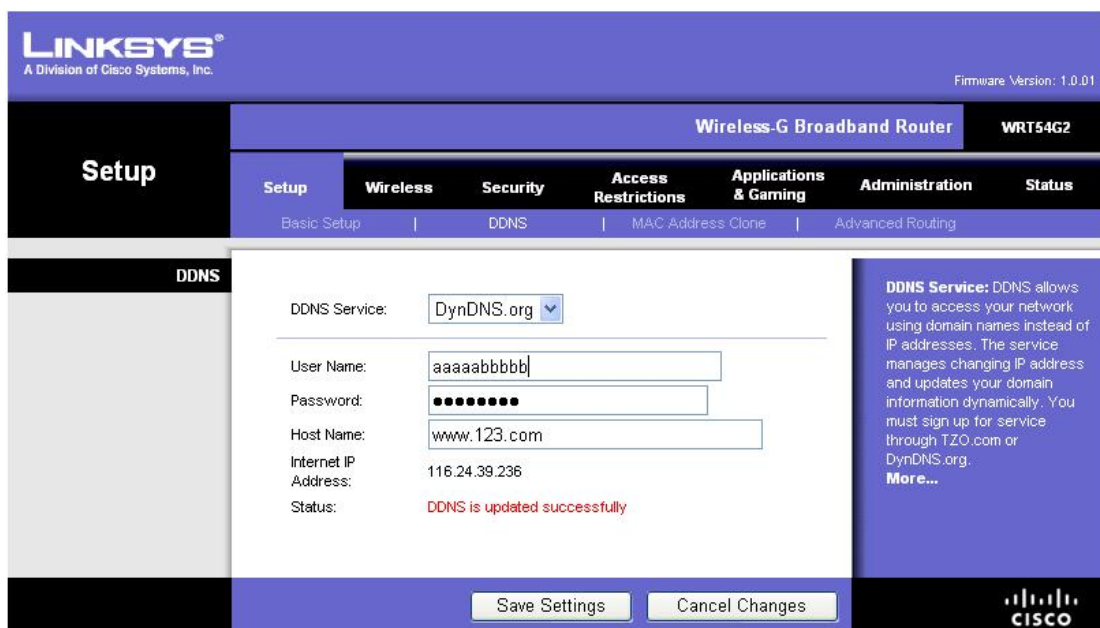 LINKSYS®
A Division of Cisco Systems, Inc.
Firmware Version: 1.0.01
Wireless-G Broadband Router
WRT54G2
Setup
Setup
Wireless
Security
Access
Restrictions
Applications
& Gaming
Administration
Status
Basic Setup | DDNS | MAC Address Clone | Advanced Routing
DDNS
DDNS Service: DynDNS.org
User Name: aaaaabbbbb
Password: ●●●●●●●●
Host Name: www.123.com
Internet IP
Address: 116.24.39.236
Status: DDNS is updated successfully
DDNS Service: DDNS allows
you to access your network
using domain names instead of
IP addresses. The service
manages changing IP address
and updates your domain
information dynamically. You
must sign up for service
through TZO.com or
DynDNS.org.
More...
Save Settings
Cancel Changes
CISCO